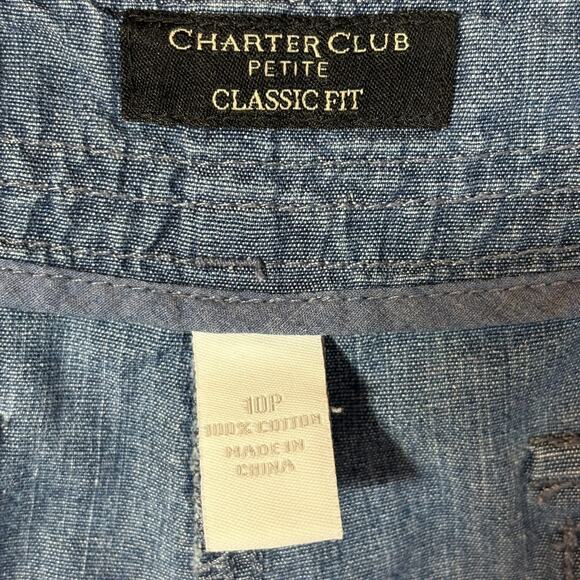 CHARTER CLUB
PETITE
CLASSIC FIT
10P
100% COTTON
MADE IN
CHINA